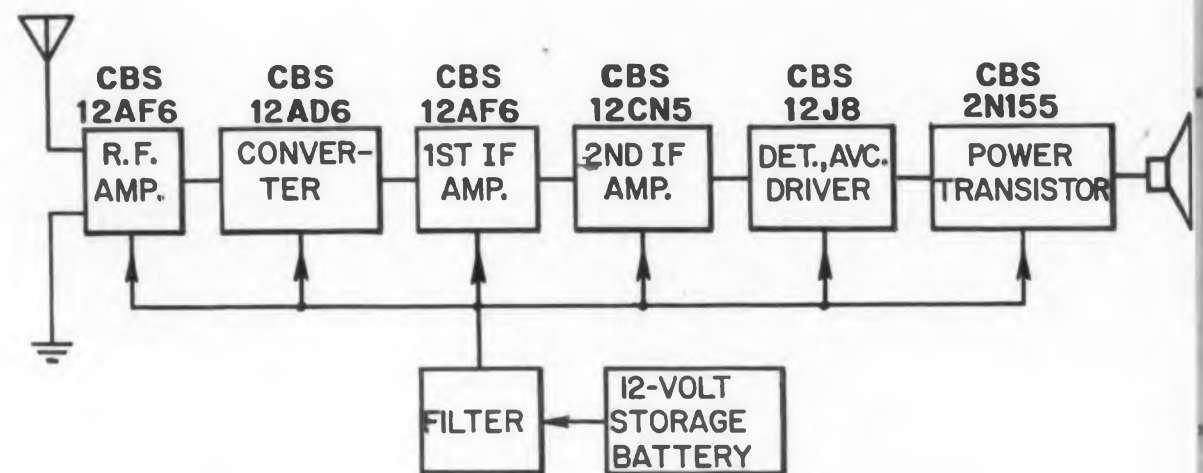 CBS
12AF6
R.F.
AMP.
CBS
12AD6
CONVER-
TER
CBS
12AF6
1ST IF
AMP.
CBS
12CN5
2ND IF
AMP.
CBS
12J8
DET., AVC.
DRIVER
CBS
2N155
POWER
TRANSISTOR
FILTER
12-VOLT
STORAGE
BATTERY